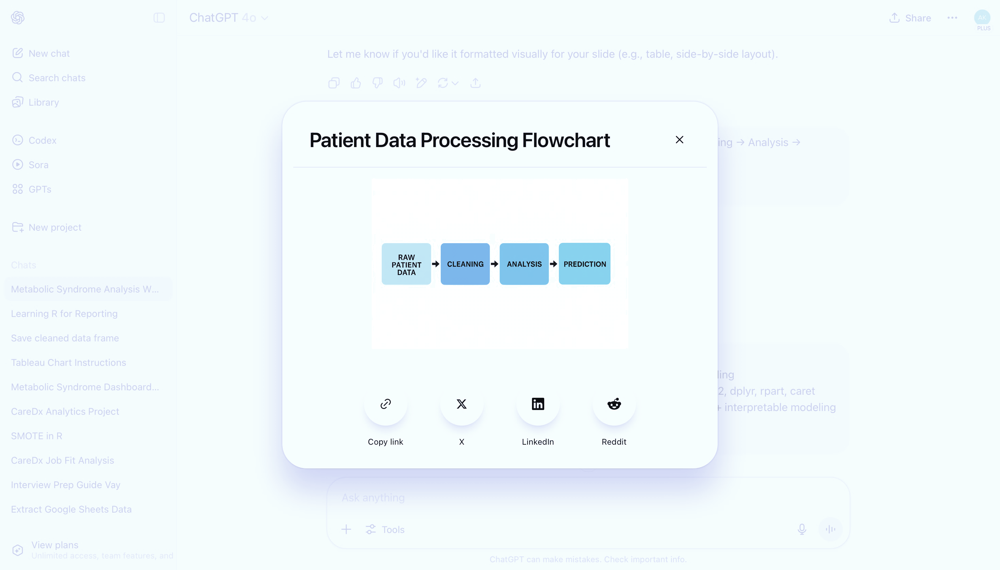 ChatGPT 4o
Share
AK
PLUS
New chat
Search chats
Library
Codex
Sora
GPTs
New project
Chats
Metabolic Syndrome Analysis W...
Learning R for Reporting
Save cleaned data frame
Tableau Chart Instructions
Metabolic Syndrome Dashboard...
CareDx Analytics Project
SMOTE in R
CareDx Job Fit Analysis
Interview Prep Guide Vay
Extract Google Sheets Data
View plans
Unlimited access, team features, and
Let me know if you'd like it formatted visually for your slide (e.g., table, side-by-side layout).
ing → Analysis →
Patient Data Processing Flowchart
RAW
PATIENT
DATA
CLEANING
ANALYSIS
PREDICTION
Copy link
X
LinkedIn
Reddit
ling
2, dplyr, rpart, caret
+ interpretable modeling
Ask anything
Tools
ChatGPT can make mistakes. Check important info.